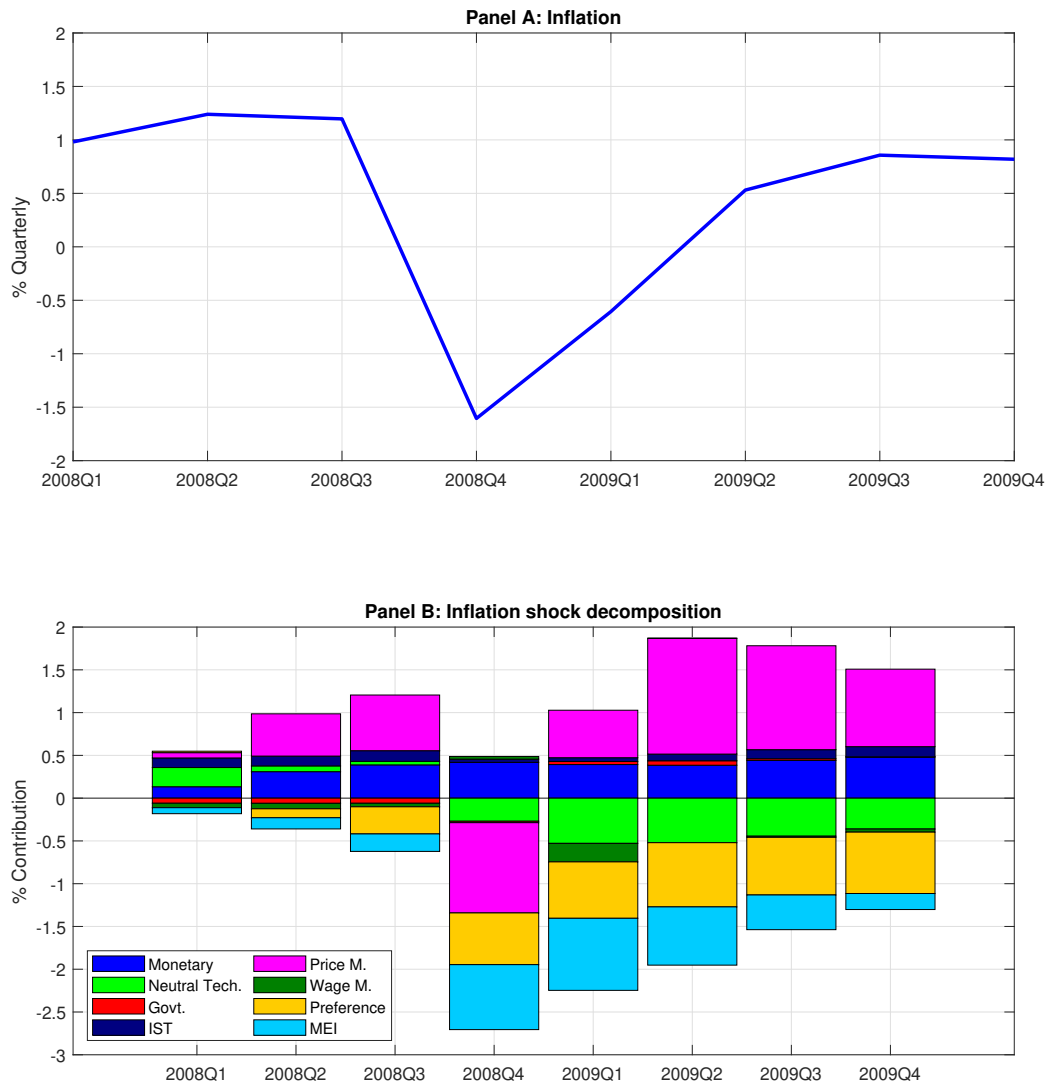 Panel A: Inflation
2
1.5
1
0.5
0
-0.5
-1
-1.5
-2
% Quarterly
2008Q1 2008Q2 2008Q3 2008Q4 2009Q1 2009Q2 2009Q3 2009Q4
Panel B: Inflation shock decomposition
2
1.5
1
0.5
0
-0.5
-1
-1.5
-2
-2.5
-3
% Contribution
Monetary Price M.
Neutral Tech. Wage M.
Govt. Preference
IST MEI
2008Q1 2008Q2 2008Q3 2008Q4 2009Q1 2009Q2 2009Q3 2009Q4